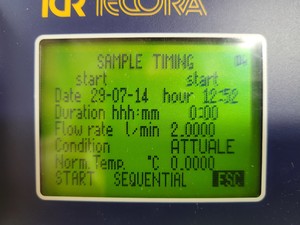 TCR TECORA
SAMPLE TIMING
start start
Date 29-07-14 hour 12:52
Duration hhh:mm 0:00
Flow rate l/min 2.0000
Condition ATTUALE
Norm.Temp. °C 0.0000
START SEQUENTIAL ESC